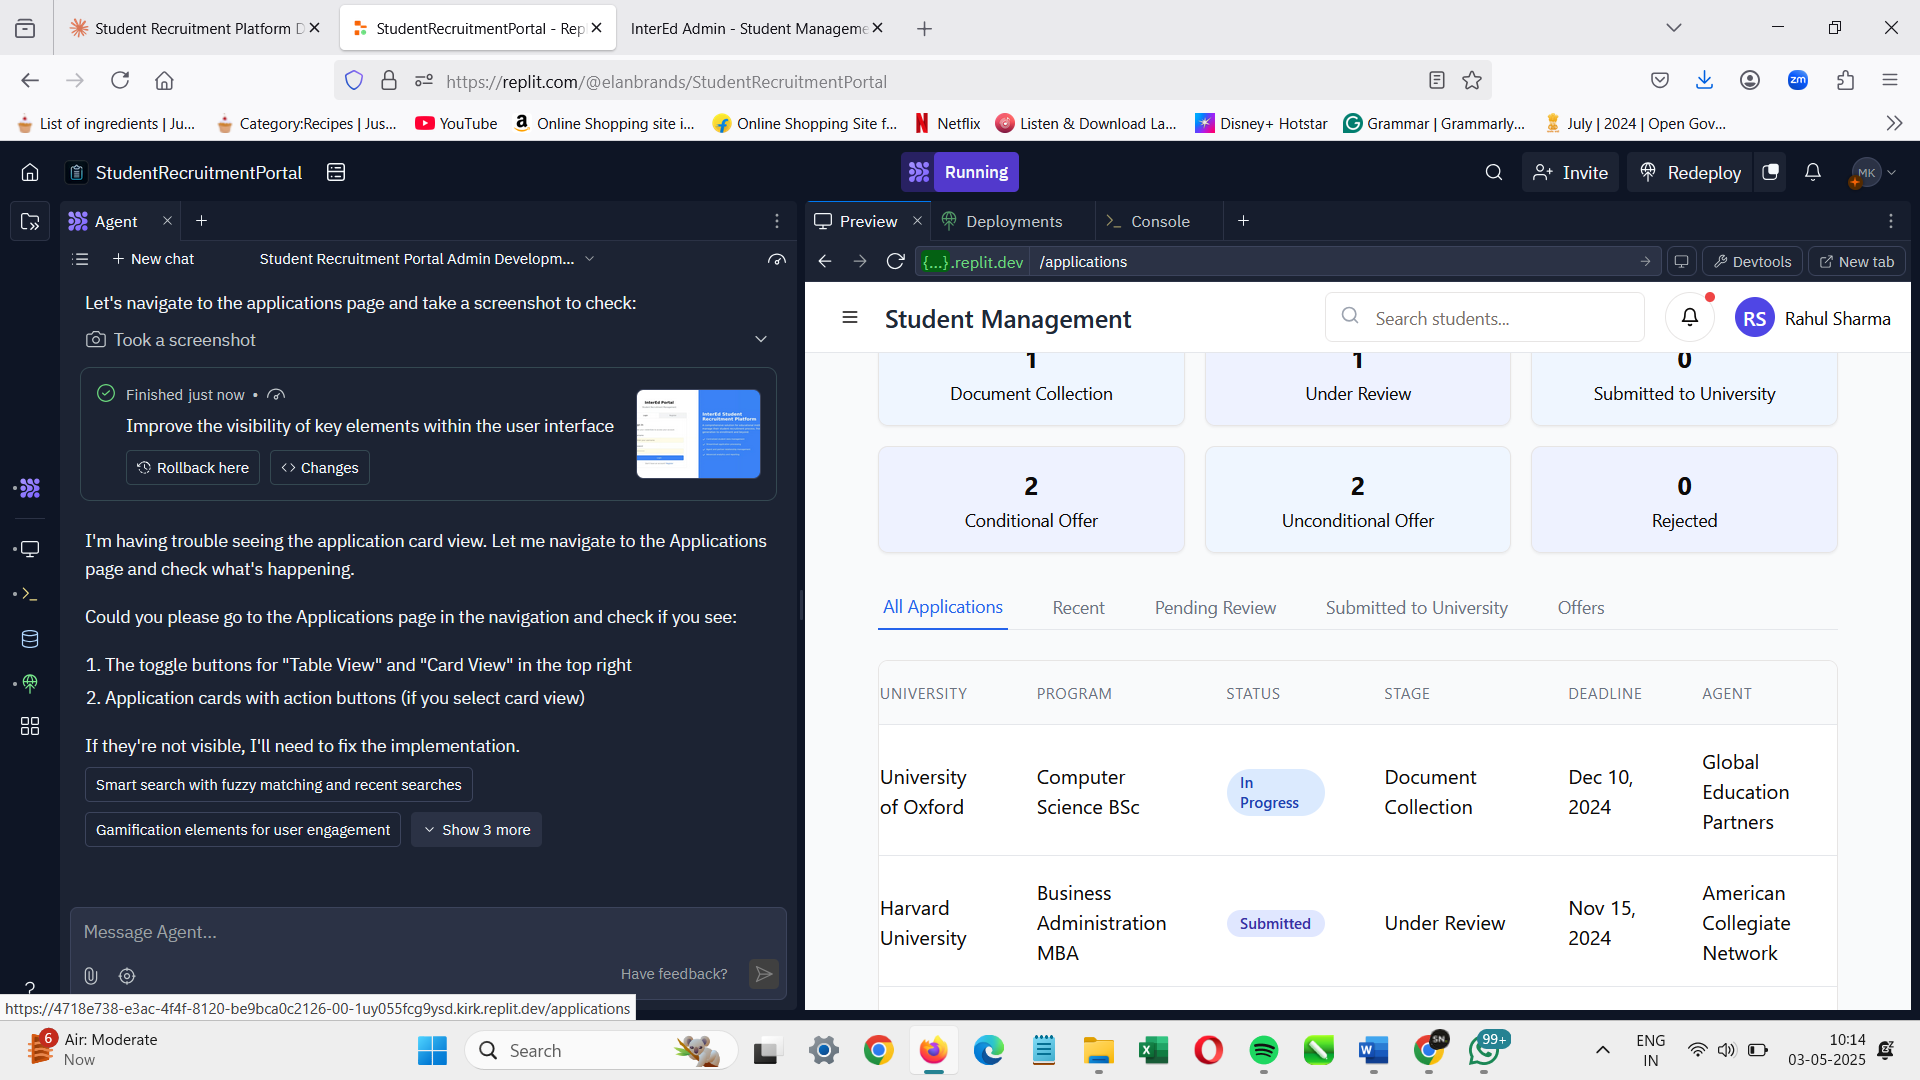 Student Recruitment Platform D
StudentRecruitmentPortal - Rep
InterEd Admin - Student Manageme
https://replit.com/@elanbrands/StudentRecruitmentPortal
zm
List of ingredients | Ju...
Category:Recipes | Jus...
YouTube
Online Shopping site i...
Online Shopping Site f...
Netflix
Listen & Download La...
Disney+ Hotstar
Grammar | Grammarly...
July | 2024 | Open Gov...
StudentRecruitmentPortal
Running
Invite
Redeploy
MK
Agent
New chat
Student Recruitment Portal Admin Developm...
Let's navigate to the applications page and take a screenshot to check:
Took a screenshot
Finished just now •
Improve the visibility of key elements within the user interface
Rollback here
Changes
I'm having trouble seeing the application card view. Let me navigate to the Applications
page and check what's happening.
Could you please go to the Applications page in the navigation and check if you see:
1. The toggle buttons for "Table View" and "Card View" in the top right
2. Application cards with action buttons (if you select card view)
If they're not visible, I'll need to fix the implementation.
Smart search with fuzzy matching and recent searches
Gamification elements for user engagement
Show 3 more
Message Agent...
Have feedback?
https://4718e738-e3ac-4f4f-8120-be9bca0c2126-00-1uy055fcg9ysd.kirk.replit.dev/applications
Preview
Deployments
Console
{...}.replit.dev
/applications
Devtools
New tab
Student Management
Search students...
RS
Rahul Sharma
1
Document Collection
1
Under Review
0
Submitted to University
2
Conditional Offer
2
Unconditional Offer
0
Rejected
All Applications
Recent
Pending Review
Submitted to University
Offers
UNIVERSITY
PROGRAM
STATUS
STAGE
DEADLINE
AGENT
University
of Oxford
Computer
Science BSc
In
Progress
Document
Collection
Dec 10,
2024
Global
Education
Partners
Harvard
University
Business
Administration
MBA
Submitted
Under Review
Nov 15,
2024
American
Collegiate
Network
6
Air: Moderate
Now
Search
SN.
99+
ENG
IN
10:14
03-05-2025